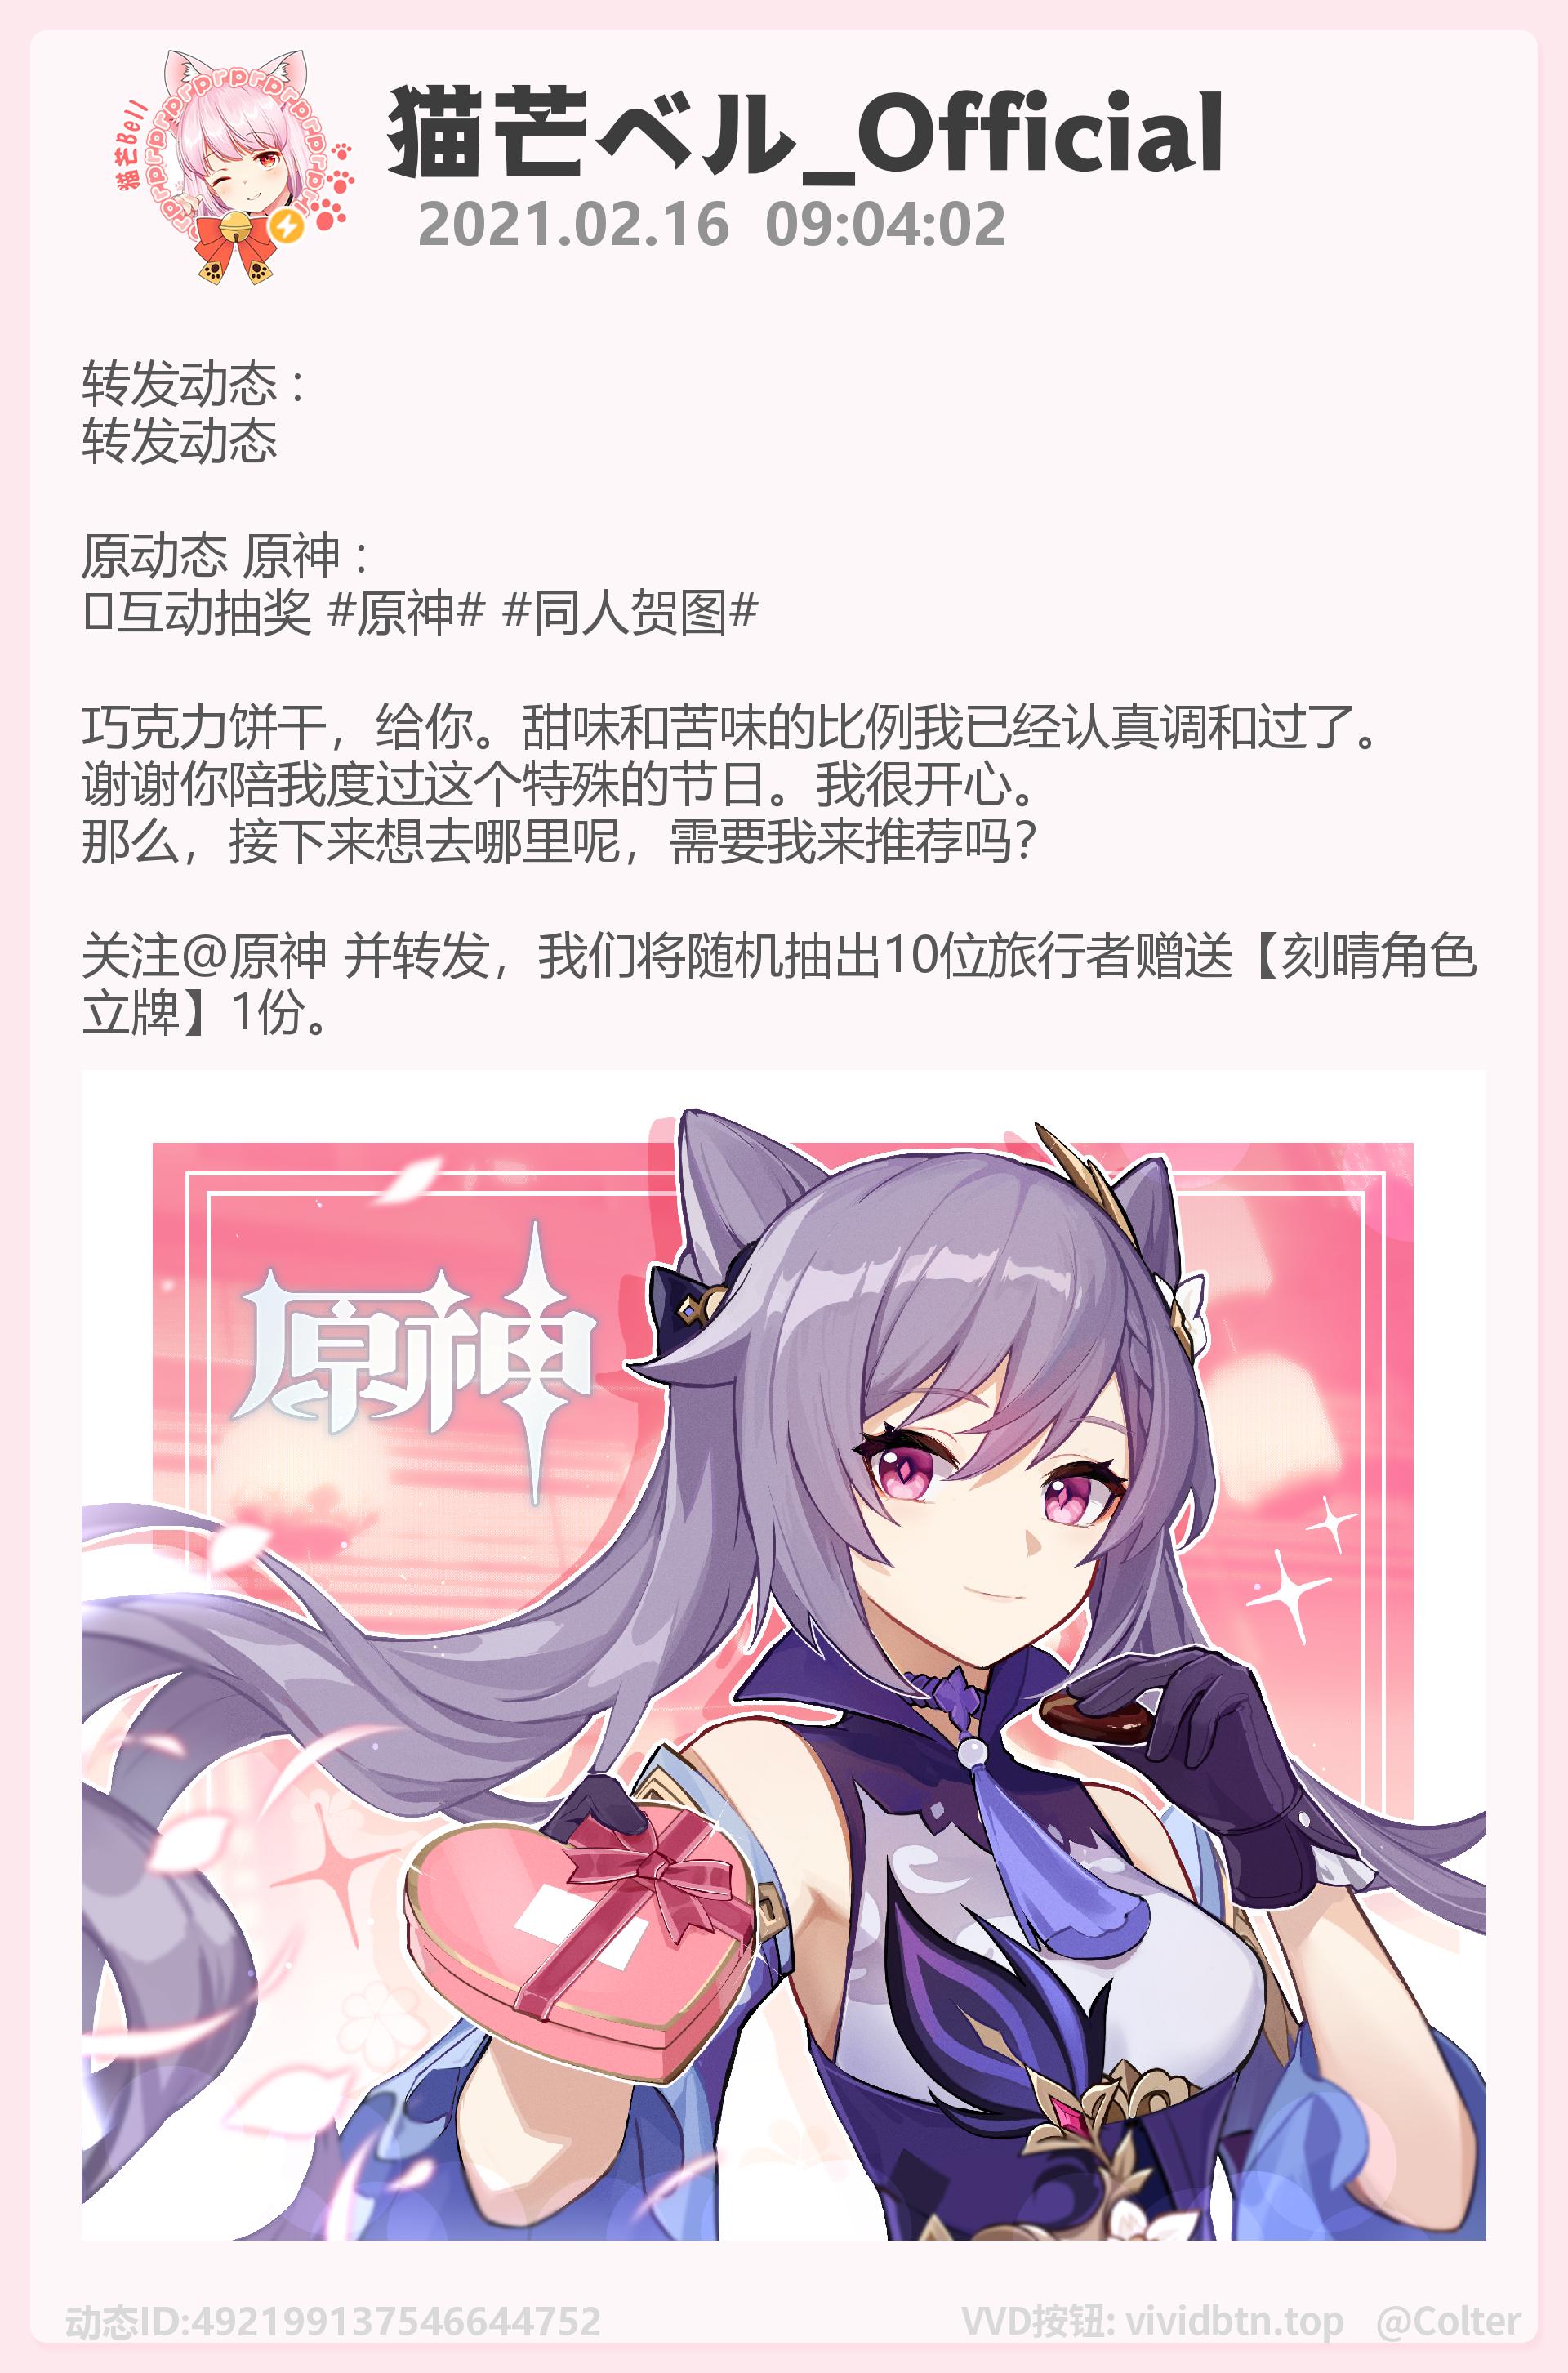 猫芒Bell
prprprprprprprprpr
猫芒ベル_Official
2021.02.16 09:04:02
转发动态：
转发动态
原动态 原神：
互动抽奖 #原神# #同人贺图#
巧克力饼干，给你。甜味和苦味的比例我已经认真调和过了。
谢谢你陪我度过这个特殊的节日。我很开心。
那么，接下来想去哪里呢，需要我来推荐吗？
关注@原神 并转发，我们将随机抽出10位旅行者赠送【刻晴角色
立牌】1份。
原神
动态ID:492199137546644752
VVD按钮: vividbtn.top @Colter